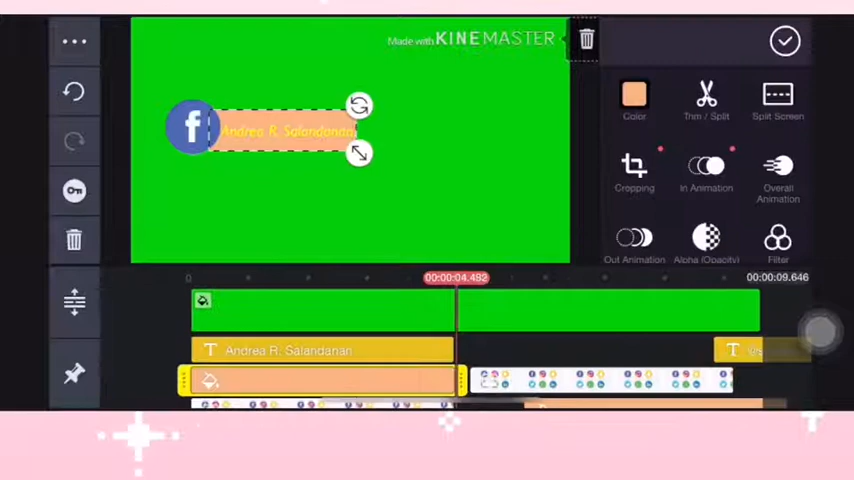 Made with KINEMASTER
f
Andrea R. Salandanan
Color
Trim / Split
Split Screen
Cropping
In Animation
Overall
Animation
Out Animation
Alpha (Opacity)
Filter
0
00:00:04.482
00:00:09.646
T Andrea R. Salandanan
T